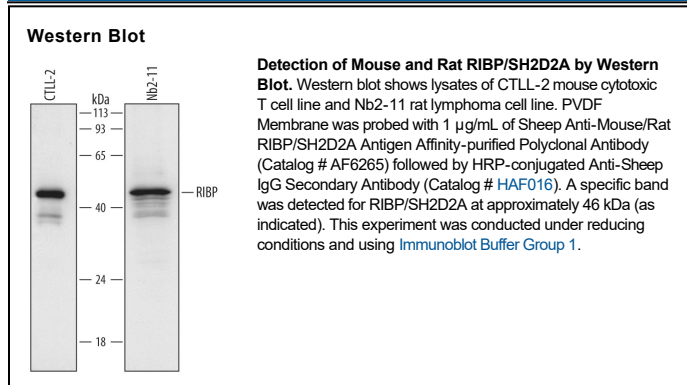 Western Blot
CTLL-2
Nb2-11
kDa
113
93
65
40
24
18
RIBP
Detection of Mouse and Rat RIBP/SH2D2A by Western
Blot. Western blot shows lysates of CTLL-2 mouse cytotoxic
T cell line and Nb2-11 rat lymphoma cell line. PVDF
Membrane was probed with 1 µg/mL of Sheep Anti-Mouse/Rat
RIBP/SH2D2A Antigen Affinity-purified Polyclonal Antibody
(Catalog # AF6265) followed by HRP-conjugated Anti-Sheep
IgG Secondary Antibody (Catalog # HAF016). A specific band
was detected for RIBP/SH2D2A at approximately 46 kDa (as
indicated). This experiment was conducted under reducing
conditions and using Immunoblot Buffer Group 1.